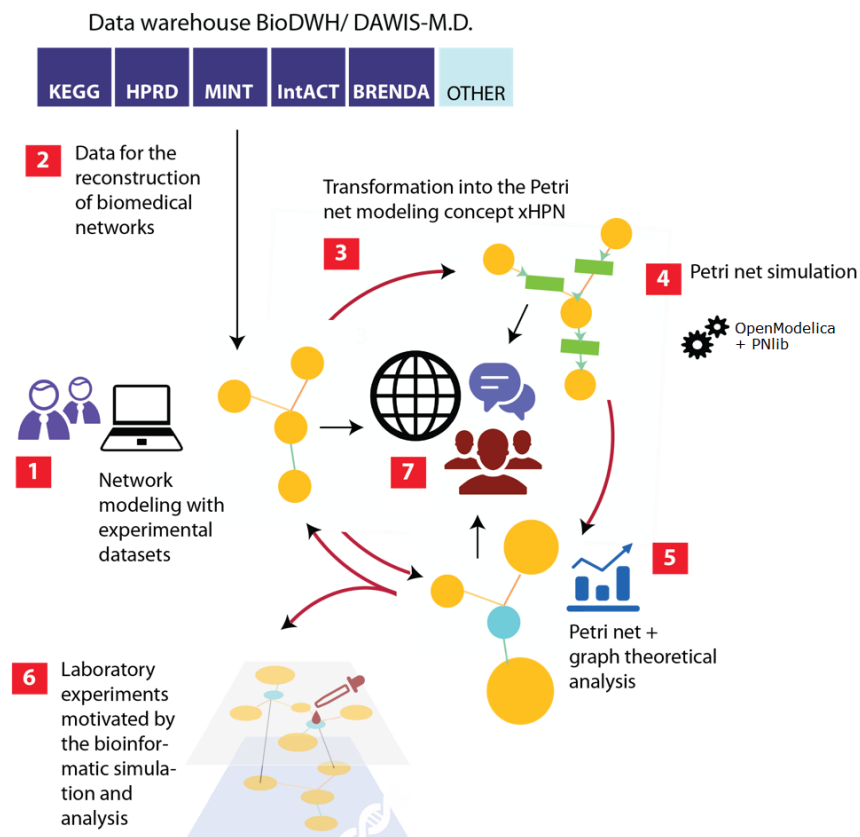 Data warehouse BioDWH/ DAWIS-M.D.
KEGG HPRD MINT IntACT BRENDA OTHER
2
Data for the
reconstruction
of biomedical
networks
Transformation into the Petri
net modeling concept xHPN
3
4
Petri net simulation
OpenModelica
+ PNlib
1
Network
modeling with
experimental
datasets
7
5
Petri net +
graph theoretical
analysis
6
Laboratory
experiments
motivated by
the bioinfor-
matic simula-
tion and
analysis